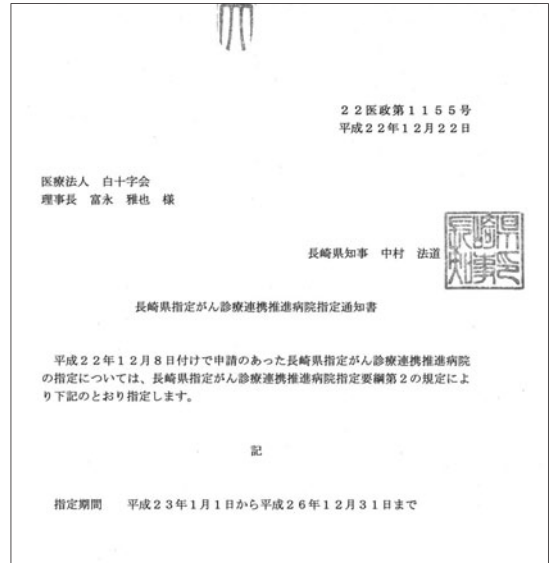 22医政第1155号
平成22年12月22日
医療法人 白十字会
理事長 富永 雅也 様
長崎県知事 中村 法道
長崎県知事印
長崎県指定がん診療連携推進病院指定通知書
平成22年12月8日付けで申請のあった長崎県指定がん診療連携推進病院
の指定については、長崎県指定がん診療連携推進病院指定要綱第2の規定によ
り下記のとおり指定します。
記
指定期間 平成23年1月1日から平成26年12月31日まで